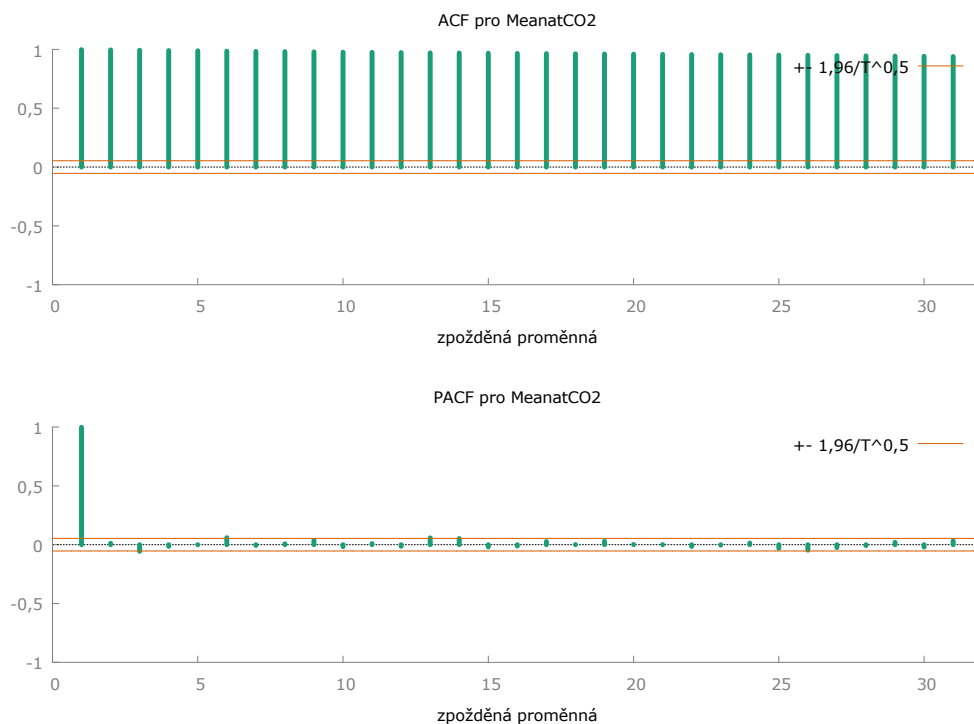 ACF pro MeanatCO2
+- 1,96/T^0,5
1
0,5
0
-0,5
-1
0 5 10 15 20 25 30
zpožděná proměnná
PACF pro MeanatCO2
+- 1,96/T^0,5
1
0,5
0
-0,5
-1
0 5 10 15 20 25 30
zpožděná proměnná